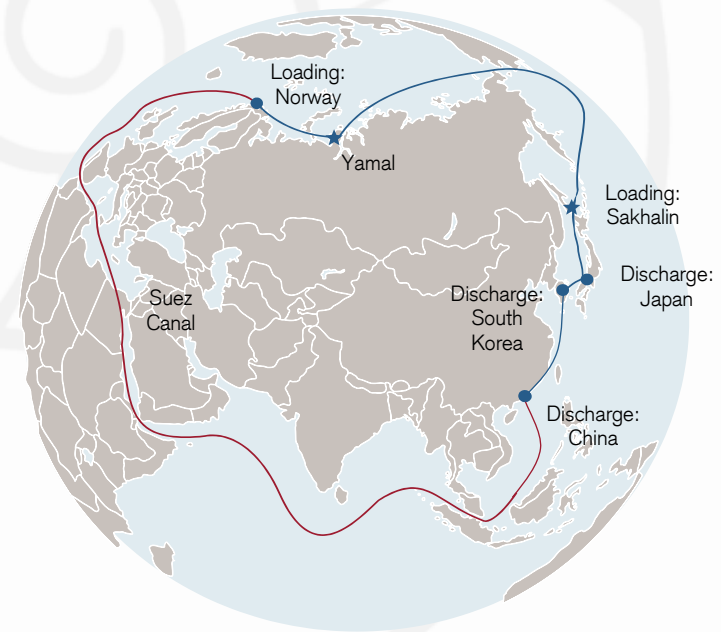 Loading:
Norway
Yamal
Loading:
Sakhalin
Discharge:
Japan
Suez
Canal
Discharge:
South
Korea
Discharge:
China